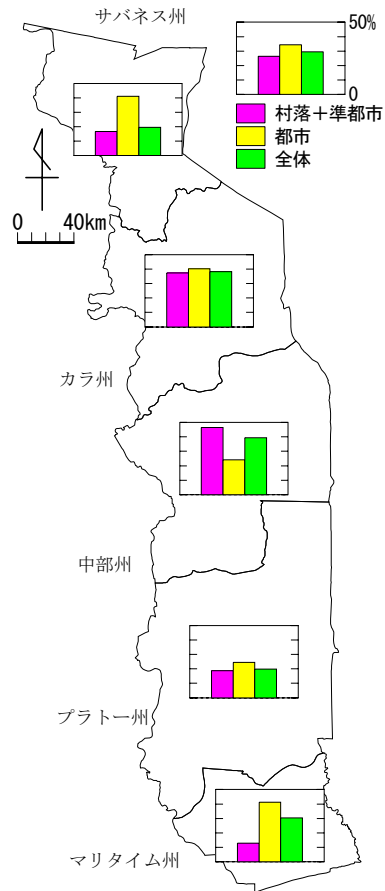 サバネス州
50%
0
村落＋準都市
都市
全体
0 40km
カラ州
中部州
プラトー州
マリタイム州